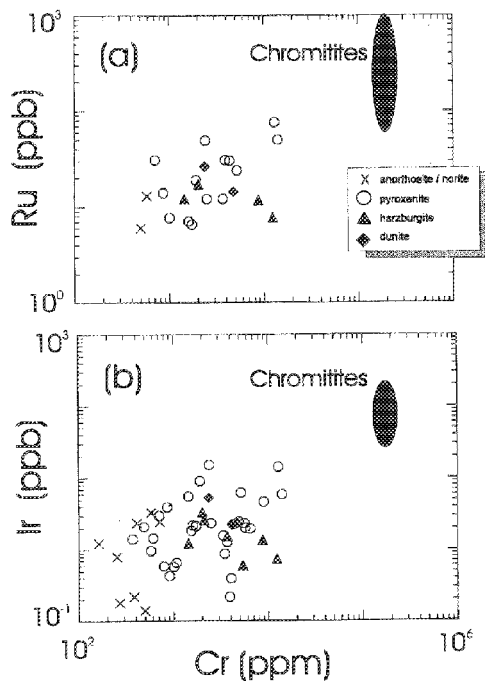 10³
(a)
Chromitites
Ru (ppb)
anorthosite / norite
pyroxenite
harzburgite
dunite
10⁰
10³
(b)
Chromitites
Ir (ppb)
10⁻¹
10² 10⁶
Cr (ppm)